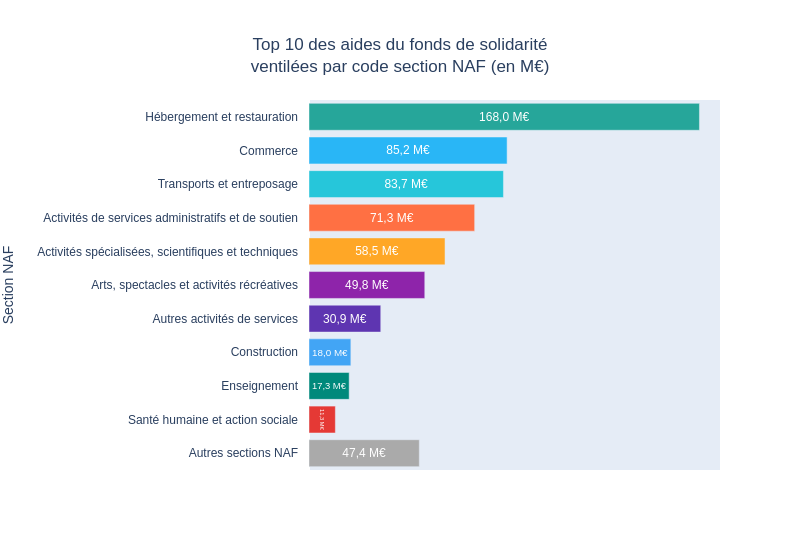 Top 10 des aides du fonds de solidarité
ventilées par code section NAF (en M€)
Section NAF
Hébergement et restauration 168,0 M€
Commerce 85,2 M€
Transports et entreposage 83,7 M€
Activités de services administratifs et de soutien 71,3 M€
Activités spécialisées, scientifiques et techniques 58,5 M€
Arts, spectacles et activités récréatives 49,8 M€
Autres activités de services 30,9 M€
Construction 18,0 M€
Enseignement 17,3 M€
Santé humaine et action sociale
Autres sections NAF 47,4 M€